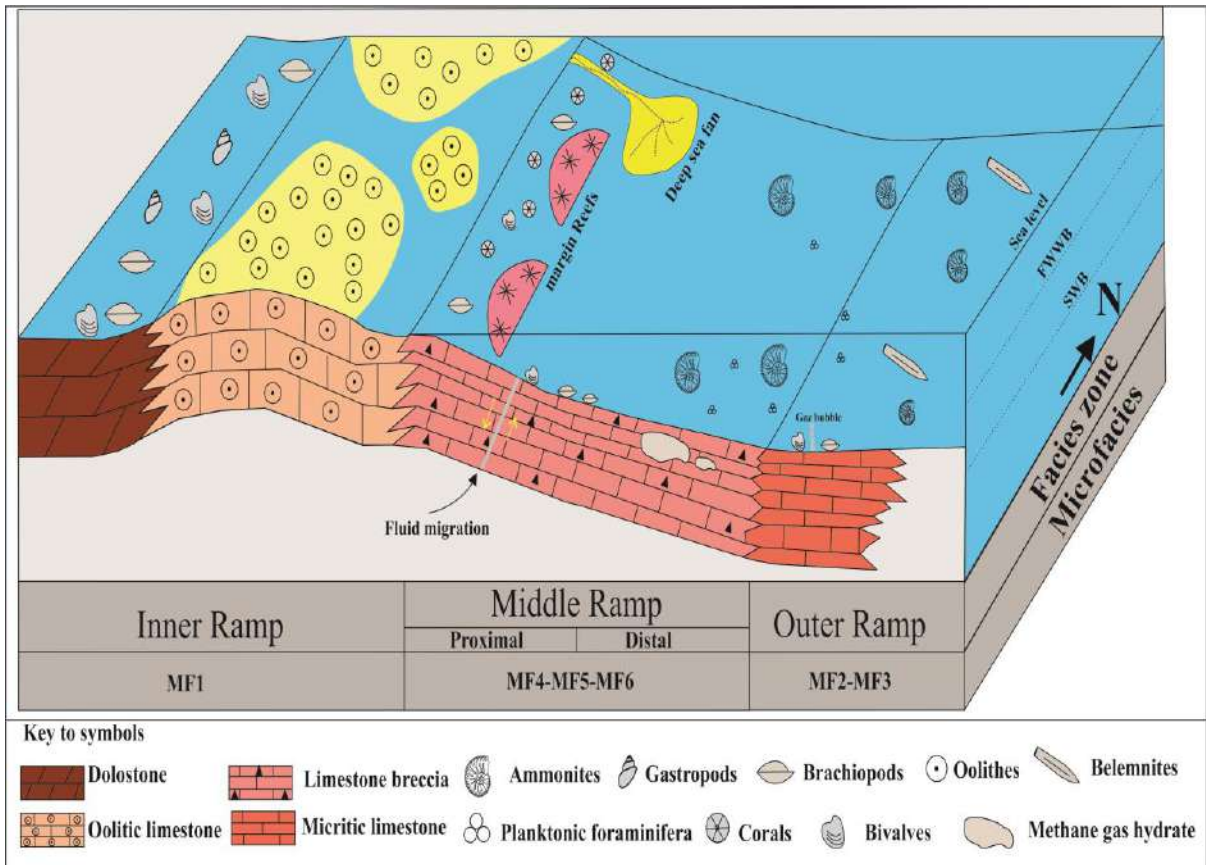 Deep sea fan
margin Reefs
Sea level
FWWB
SWB
N
Gaz bubble
Fluid migration
Facies zone
Microfacies
Inner Ramp
Middle Ramp
Proximal
Distal
Outer Ramp
MF1
MF4-MF5-MF6
MF2-MF3
Key to symbols
Dolostone
Limestone breccia
Ammonites
Gastropods
Brachiopods
Oolithes
Belemnites
Oolitic limestone
Micritic limestone
Planktonic foraminifera
Corals
Bivalves
Methane gas hydrate